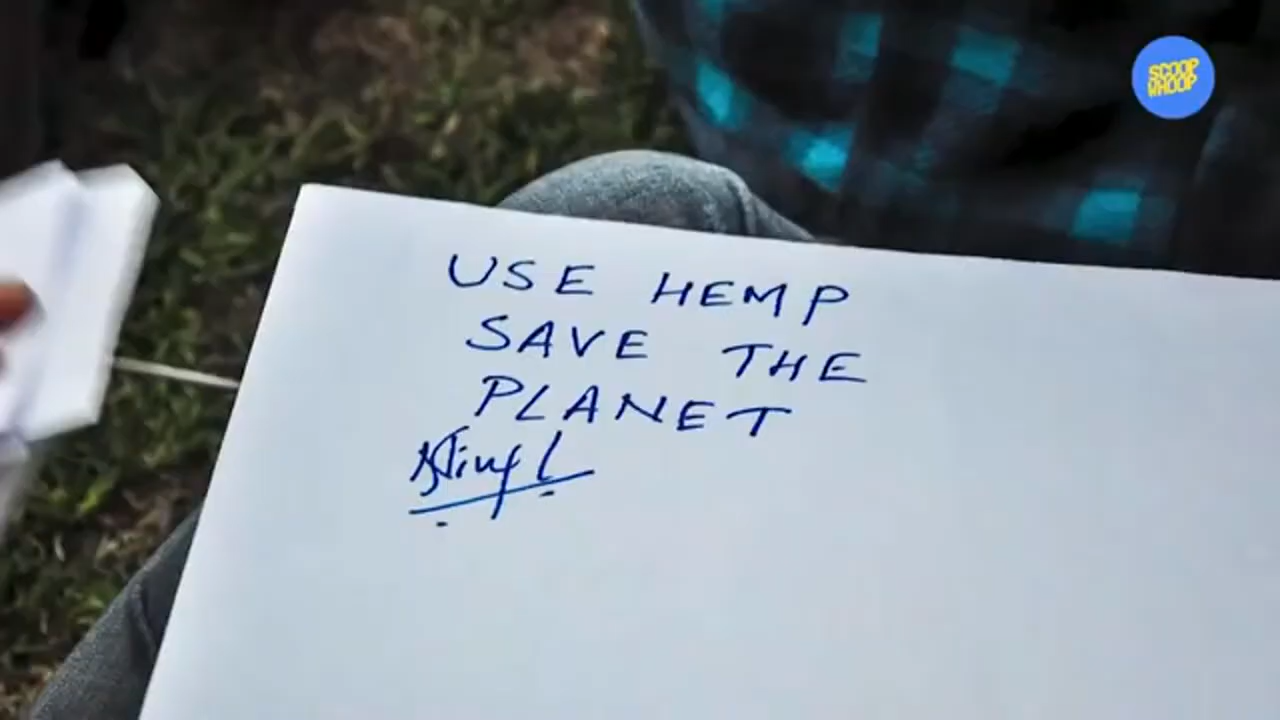 SCOOP
WHOOP
USE HEMP
SAVE THE
PLANET